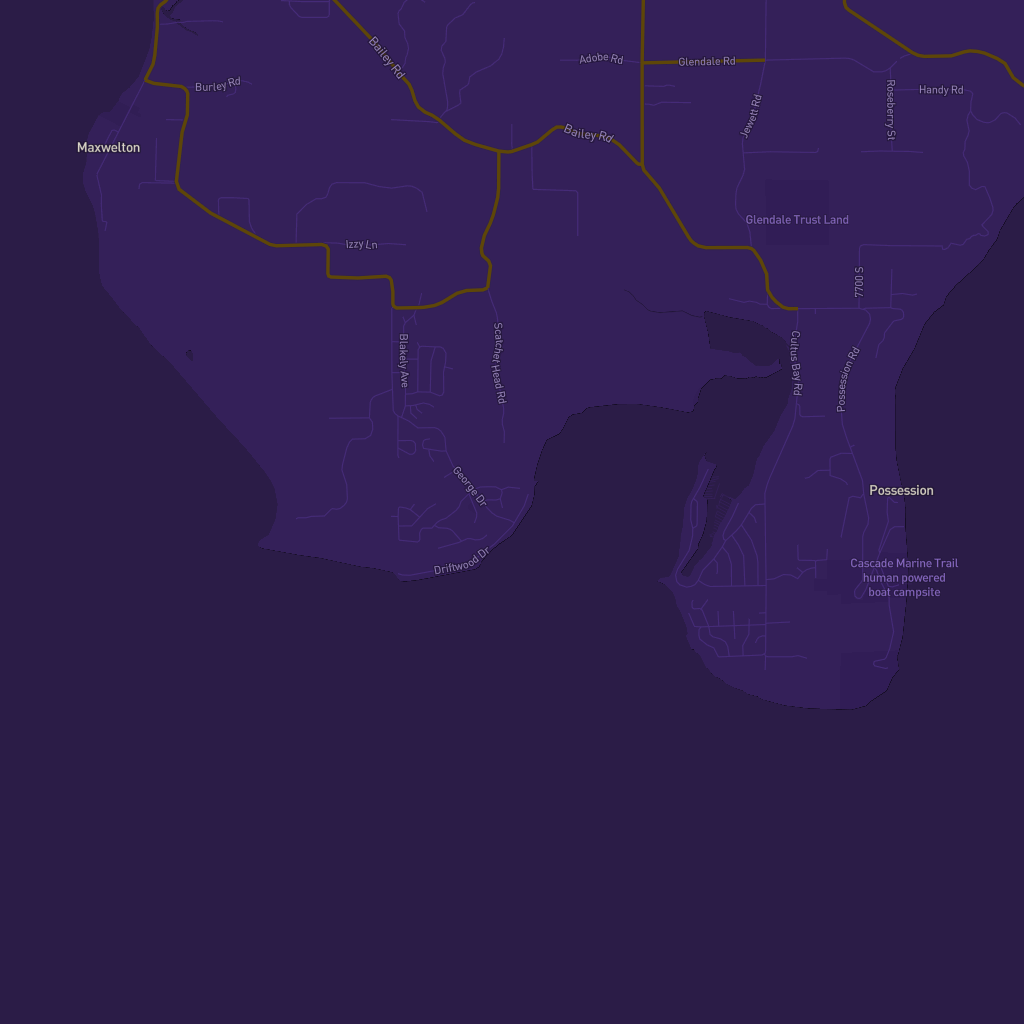 Bailey Rd
Adobe Rd
Glendale Rd
Burley Rd
Handy Rd
Roseberry St
Jewett Rd
Bailey Rd
Maxwelton
Glendale Trust Land
Izzy Ln
7700 S
Blakely Ave
Scatchet Head Rd
Cultus Bay Rd
Possession Rd
George Dr
Possession
Driftwood Dr
Cascade Marine Trail
human powered
boat campsite